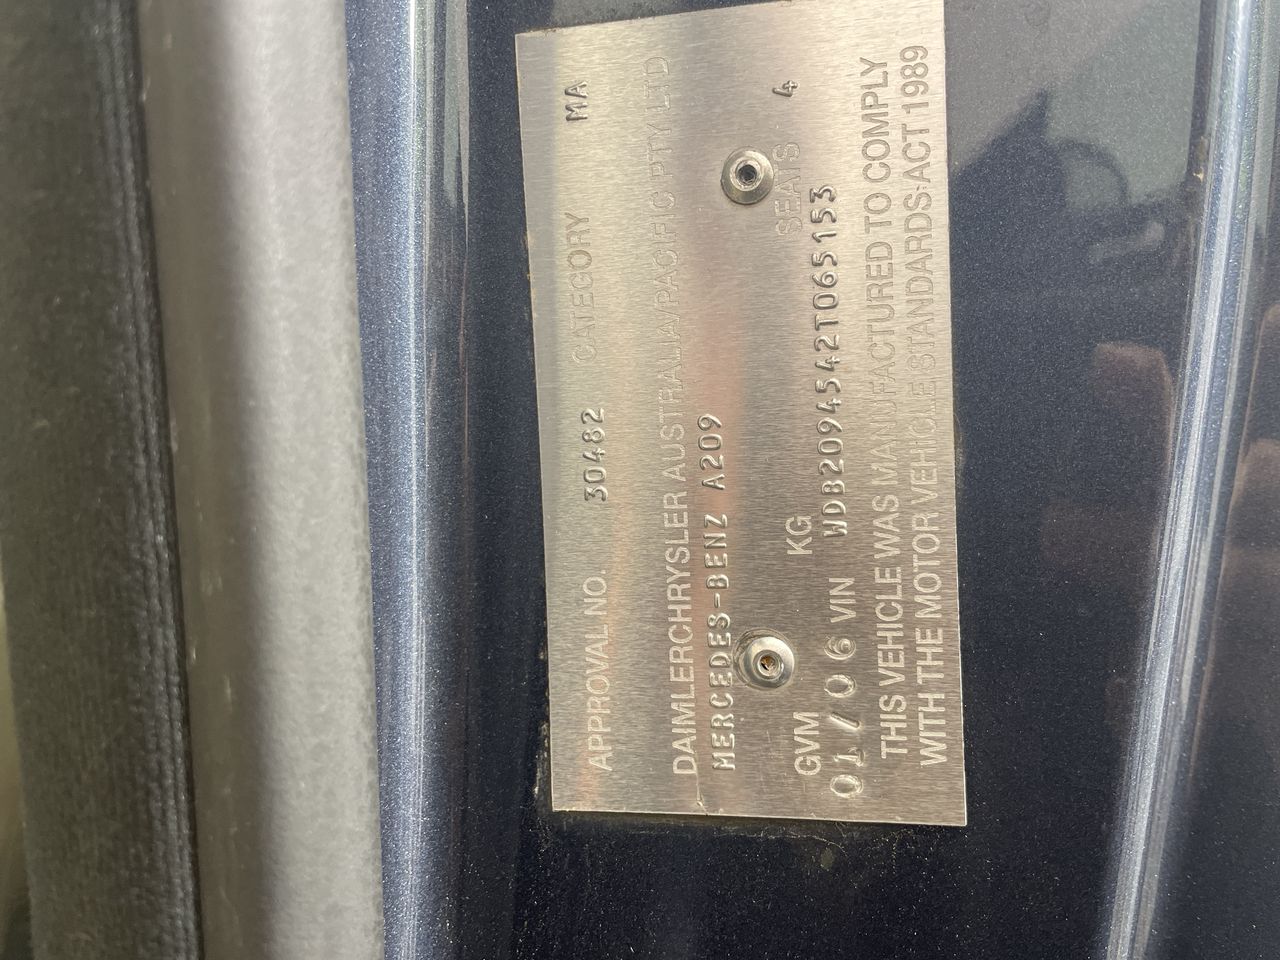 APPROVAL NO. 30482 CATEGORY MA
DAIMLERCHRYSLER AUSTRALIA/PACIFIC PTY LTD
MERCEDES-BENZ A209
GVM KG SEATS 4
01/06 VIN WDB2094542T065153
THIS VEHICLE WAS MANUFACTURED TO COMPLY
WITH THE MOTOR VEHICLE STANDARDS ACT 1989